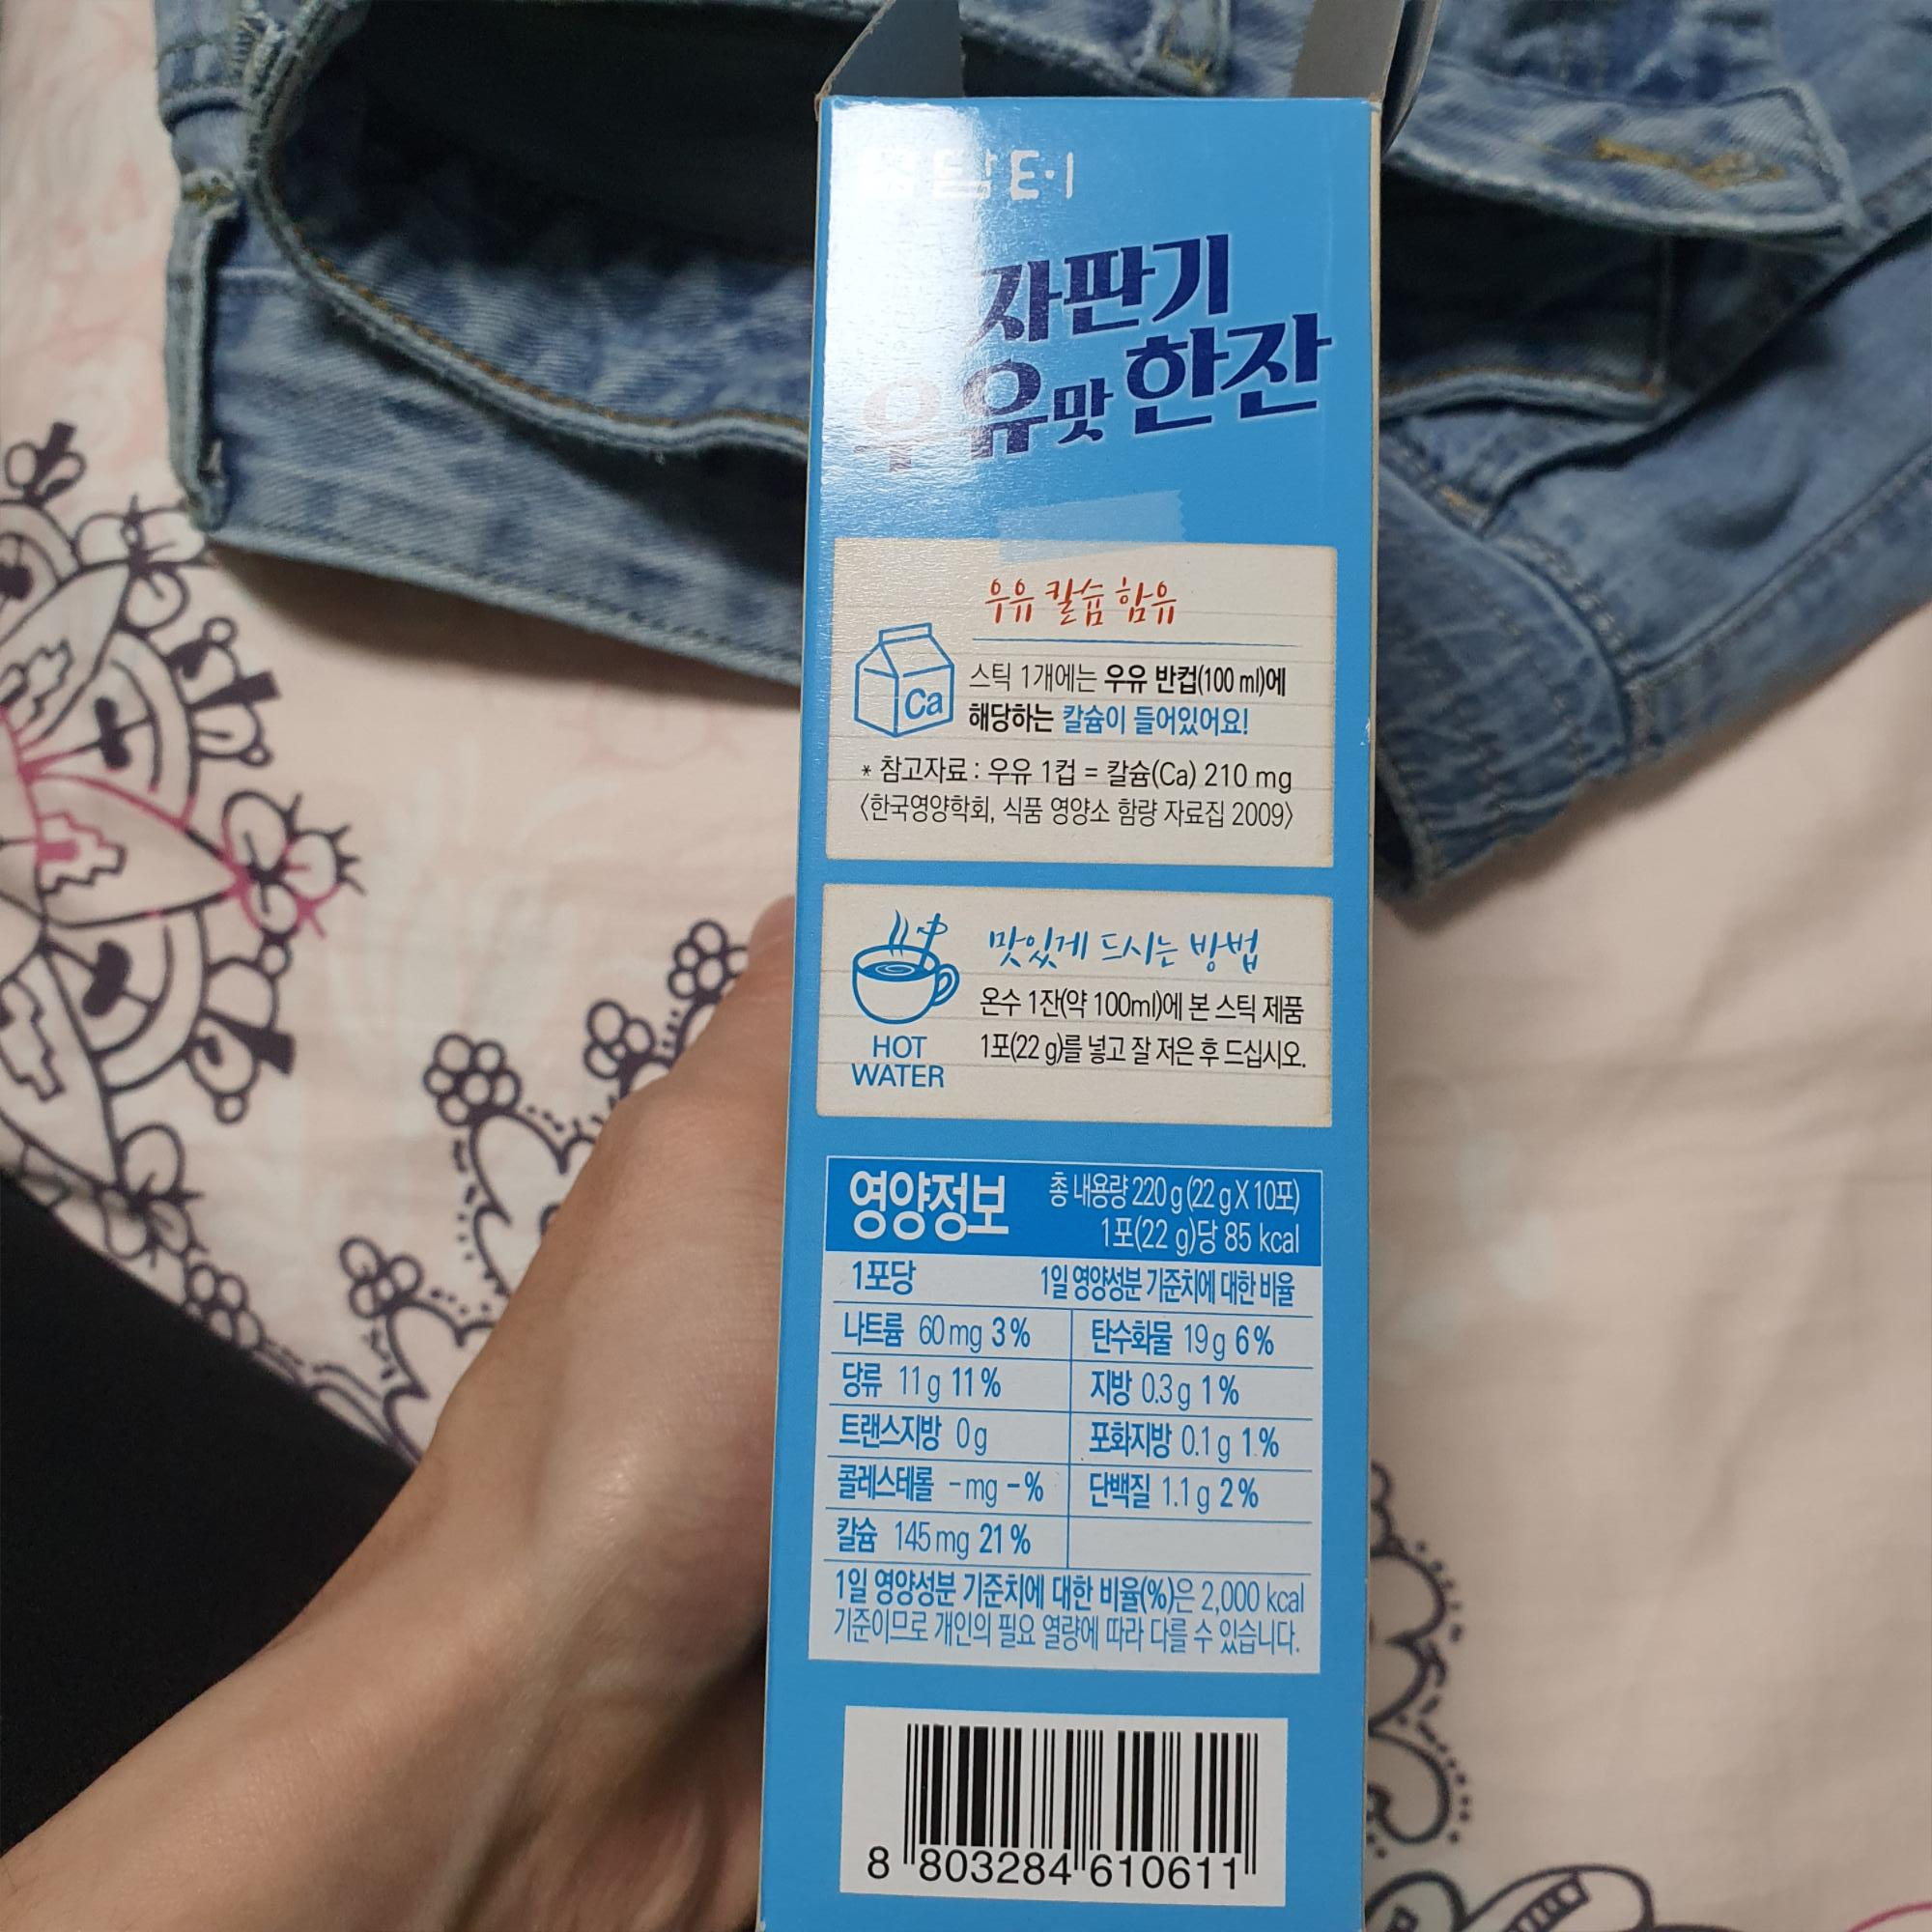 자판기
우유맛 한잔
우유 칼슘 함유
Ca
스틱 1개에는 우유 반컵(100 ml)에
해당하는 칼슘이 들어있어요!
* 참고자료 : 우유 1컵 = 칼슘(Ca) 210 mg
〈한국영양학회, 식품 영양소 함량 자료집 2009〉
맛있게 드시는 방법
온수 1잔(약 100ml)에 본 스틱 제품
1포(22 g)를 넣고 잘 저은 후 드십시오.
HOT
WATER
영양정보
총 내용량 220 g (22 g X 10포)
1포(22 g)당 85 kcal
1포당 1일 영양성분 기준치에 대한 비율
나트륨 60 mg 3 % 탄수화물 19 g 6 %
당류 11 g 11 % 지방 0.3 g 1 %
트랜스지방 0 g 포화지방 0.1 g 1 %
콜레스테롤 - mg - % 단백질 1.1 g 2 %
칼슘 145 mg 21 %
1일 영양성분 기준치에 대한 비율(%)은 2,000 kcal
기준이므로 개인의 필요 열량에 따라 다를 수 있습니다.
8 803284 610611